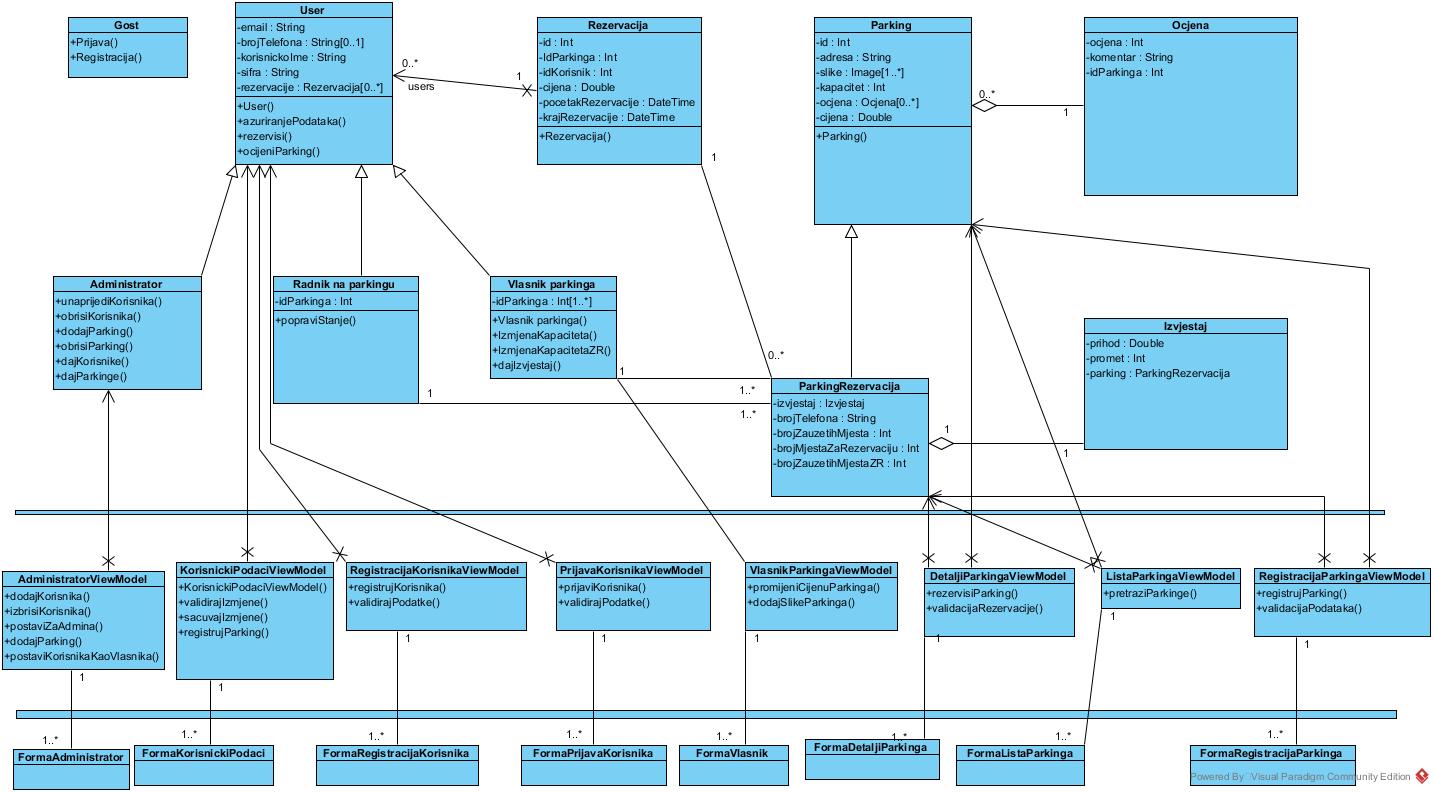 Gost
+Prijava()
+Registracija()
User
-email : String
-brojTelefona : String[0..1]
-korisnickoIme : String
-sifra : String
-rezervacije : Rezervacija[0..*]
+User()
+azuriranjePodataka()
+rezervisi()
+ocijeniParking()
0..*
users
1
Rezervacija
-id : Int
-IdParkinga : Int
-idKorisnik : Int
-cijena : Double
-pocetakRezervacije : DateTime
-krajRezervacije : DateTime
+Rezervacija()
1
0..*
Parking
-id : Int
-adresa : String
-slike : Image[1..*]
-kapacitet : Int
-ocjena : Ocjena[0..*]
-cijena : Double
+Parking()
0..*
1
Ocjena
-ocjena : Int
-komentar : String
-idParkinga : Int
Administrator
+unaprijediKorisnika()
+obrisiKorisnika()
+dodajParking()
+obrisiParking()
+dajKorisnike()
+dajParkinge()
Radnik na parkingu
-idParkinga : Int
+popraviStanje()
1
1..*
Vlasnik parkinga
-idParkinga : Int[1..*]
+Vlasnik parkinga()
+IzmjenaKapaciteta()
+IzmjenaKapacitetaZR()
+dajIzvjestaj()
1
1..*
ParkingRezervacija
-izvjestaj : Izvjestaj
-brojTelefona : String
-brojZauzetihMjesta : Int
-brojMjestaZaRezervaciju : Int
-brojZauzetihMjestaZR : Int
1
1
Izvjestaj
-prihod : Double
-promet : Int
-parking : ParkingRezervacija
AdministratorViewModel
+dodajKorisnika()
+izbrisiKorisnika()
+postaviZaAdmina()
+dodajParking()
+postaviKorisnikaKaoVlasnika()
1
KorisnickiPodaciViewModel
+KorisnickiPodaciViewModel()
+validirajIzmjene()
+sacuvajIzmjene()
+registrujParking()
1
RegistracijaKorisnikaViewModel
+registrujKorisnika()
+validirajPodatke()
1
PrijavaKorisnikaViewModel
+prijaviKorisnika()
+validirajPodatke()
1
VlasnikParkingaViewModel
+promijeniCijenuParkinga()
+dodajSlikeParkinga()
1
DetaljiParkingaViewModel
+rezervisiParking()
+validacijaRezervacije()
1
ListaParkingaViewModel
+pretraziParkinge()
1
RegistracijaParkingaViewModel
+registrujParking()
+validacijaPodataka()
1
1..*
FormaAdministrator
1..*
FormaKorisnickiPodaci
1..*
FormaRegistracijaKorisnika
1..*
FormaPrijavaKorisnika
1..*
FormaVlasnik
1..*
FormaDetaljiParkinga
1..*
FormaListaParkinga
1..*
FormaRegistracijaParkinga
Powered By Visual Paradigm Community Edition